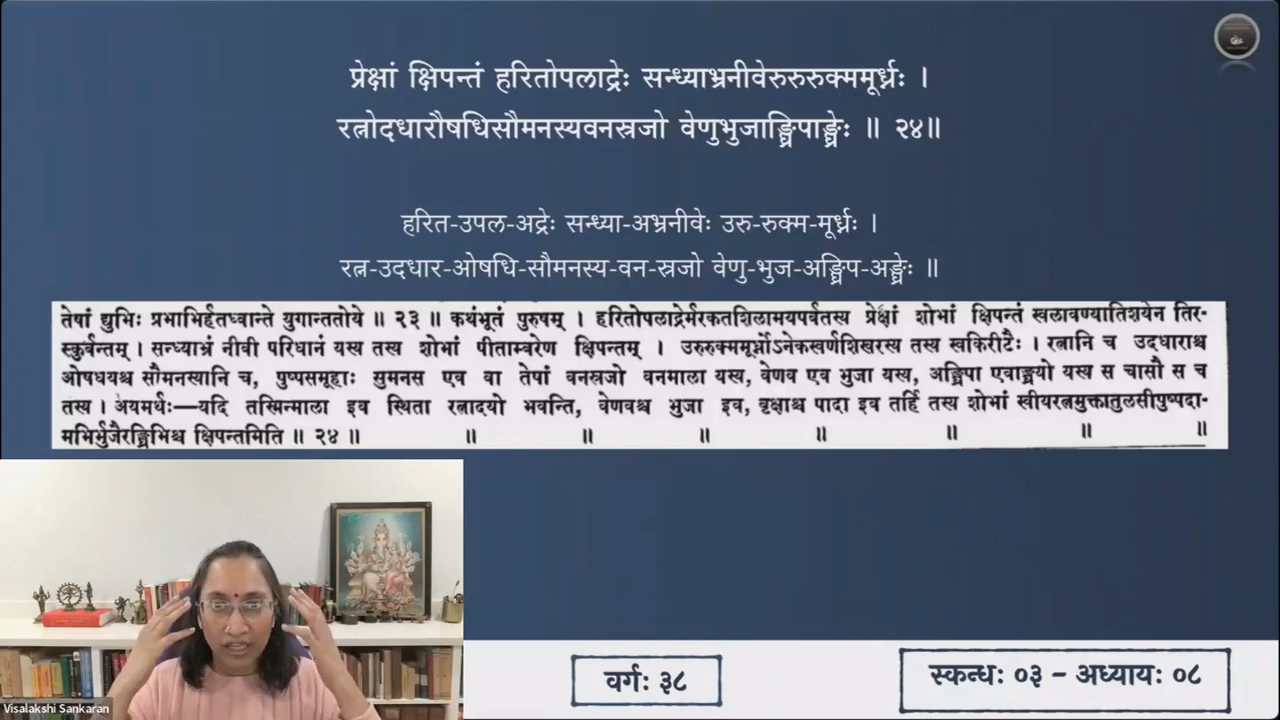 प्रेक्षां क्षिपन्तं हरितोपलाद्रेः सन्ध्याभ्रनीवेरुरुरुक्ममूर्ध्नः ।
रत्नोदधारौषधिसौमनस्यवनस्रजो वेणुभुजाङ्घ्रिपाङ्घ्रेः ॥ २४॥
हरित-उपल-अद्रेः सन्ध्या-अभ्रनीवेः उरु-रुक्म-मूर्ध्नः ।
रत्न-उदधार-ओषधि-सौमनस्य-वन-स्रजो वेणु-भुज-अङ्घ्रिप-अङ्घ्रेः ॥
तेषां द्युभिः प्रभाभिर्हतध्वान्ते युगान्ततोये ॥ २३ ॥ कथंभूतं पुरुषम् । हरितोपलाद्रेर्मरकतशिलामयपर्वतस्य प्रेक्षां शोभां क्षिपन्तं स्वलावण्यातिशयेन तिर-
स्कुर्वन्तम् । सन्ध्याभ्रं नीवी परिधानं यस्य तस्य शोभां पीताम्बरेण क्षिपन्तम् । उरुरुक्ममूर्ध्नोऽनेकस्वर्णशिखरस्य तस्य स्वकिरीटैः । रत्नानि च उदधाराश्च
ओषधयश्च सौमनस्यानि च, पुष्पसमूहाः सुमनस एव वा तेषां वनस्रजो वनमाला यस्य, वेणव एव भुजा यस्य, अङ्घ्रिपा एवाङ्घ्रयो यस्य स चासौ स च
तस्य । अयमर्थः—यदि तस्मिन्माला इव स्थिता रत्नादयो भवन्ति, वेणवश्च भुजा इव, वृक्षाश्च पादा इव तर्हि तस्य शोभां स्वीयरत्नमुक्तातुलसीपुष्पदा-
मभिर्भुजैरङ्घ्रिभिश्च क्षिपन्तमिति ॥ २४ ॥ ॥ ॥ ॥ ॥ ॥ ॥ ॥
Visalakshi Sankaran
वर्गः ३८
स्कन्धः ०३ – अध्यायः ०८